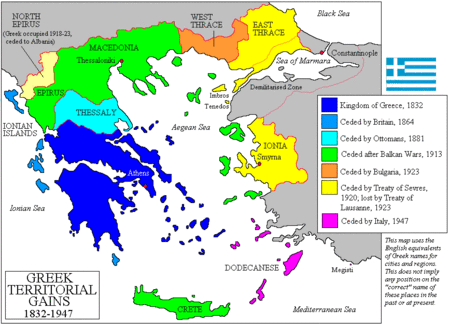 NORTH
EPIRUS
(Greek occupied 1918-23,
ceded to Albania)
WEST
THRACE
EAST
THRACE
Black Sea
MACEDONIA
Thessaloniki
Constantinople
Sea of Marmara
EPIRUS
Imbros
Tenedos
Demilitarised Zone
THESSALY
IONIAN
ISLANDS
Aegean Sea
IONIA
Smyrna
Athens
Ionian Sea
Kingdom of Greece, 1832
Ceded by Britain, 1864
Ceded by Ottomans, 1881
Ceded after Balkan Wars, 1913
Ceded by Bulgaria, 1923
Ceded by Treaty of Sevres,
1920, lost by Treaty of
Lausanne, 1923
Ceded by Italy, 1947
This map uses the
English equivalents
of Greek names for
cities and regions.
This does not imply
any position on the
"correct" name of
these places in the
past or at present
DODECANESE
Megisti
GREEK
TERRITORIAL
GAINS
1832-1947
CRETE
Mediterranean Sea